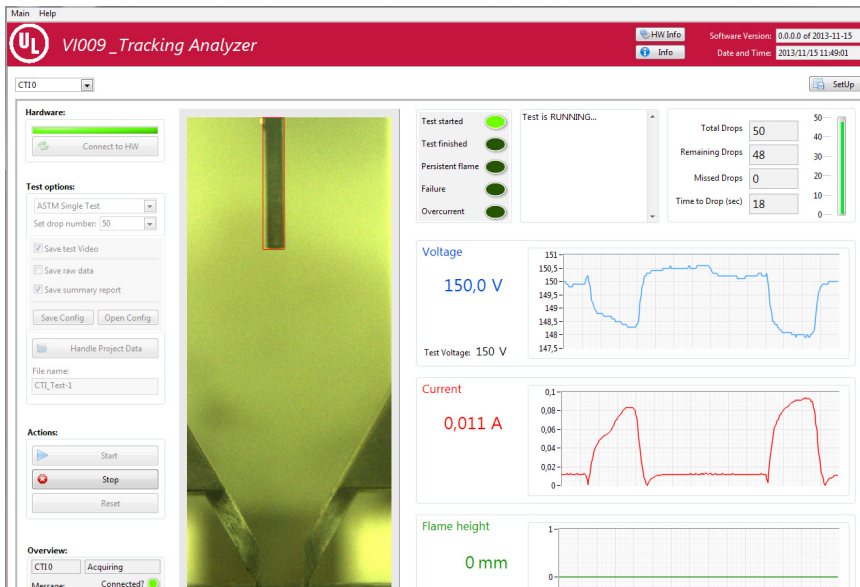 Main Help
UL
VI009 _Tracking Analyzer
HW Info
Info
Software Version: 0.0.0.0 of 2013-11-15
Date and Time: 2013/11/15 11:49:01
CTI0
SetUp
Hardware:
Connect to HW
Test options:
ASTM Single Test
Set drop number: 50
Save test Video
Save raw data
Save summary report
Save Config Open Config
Handle Project Data
File name:
CTI_Test-1
Actions:
Start
Stop
Reset
Overview:
CTI0 Acquiring
Message: Connected?
Test started
Test finished
Persistent flame
Failure
Overcurrent
Test is RUNNING...
Total Drops 50
Remaining Drops 48
Missed Drops 0
Time to Drop (sec) 18
50
40
30
20
10
0
Voltage
150,0 V
Test Voltage: 150 V
151
150,5
150
149,5
149
148,5
148
147,5
Current
0,011 A
0,1
0,08
0,06
0,04
0,02
0
Flame height
0 mm
1
0